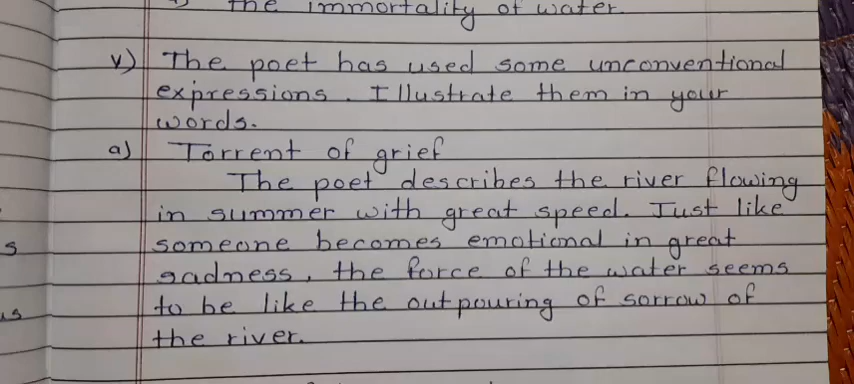 the immortality of water.
v) The poet has used some unconventional
expressions. Illustrate them in your
words.
a) Torrent of grief
The poet describes the river flowing
in summer with great speed. Just like
s someone becomes emotional in great
sadness, the force of the water seems
us to be like the outpouring of sorrow of
the river.